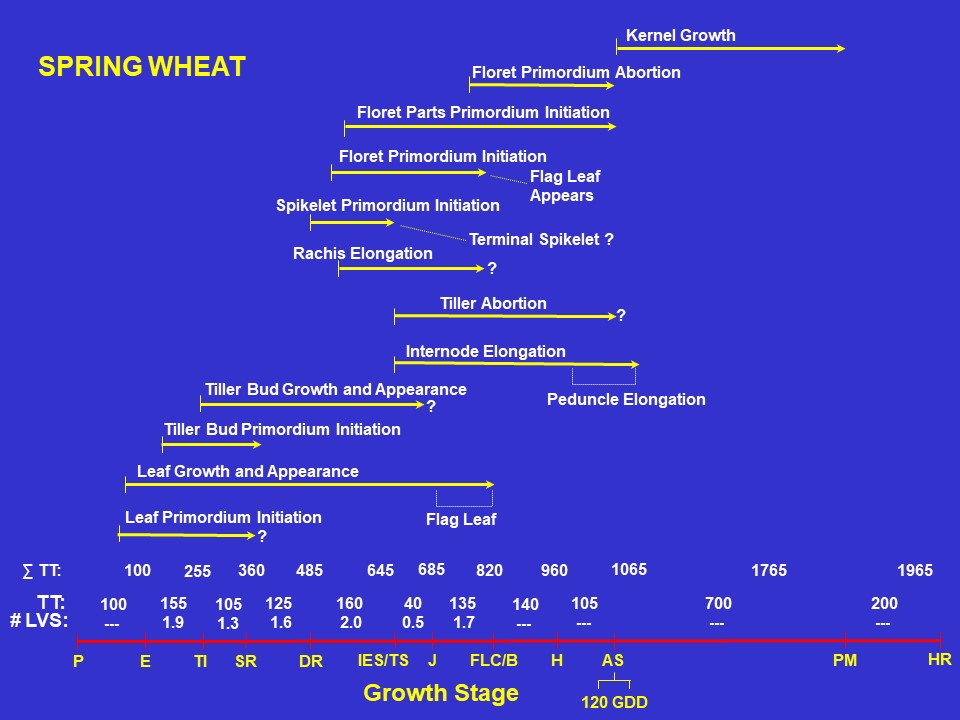 Kernel Growth
SPRING WHEAT
Floret Primordium Abortion
Floret Parts Primordium Initiation
Floret Primordium Initiation
Flag Leaf
Appears
Spikelet Primordium Initiation
Terminal Spikelet ?
Rachis Elongation
?
Tiller Abortion
?
Internode Elongation
Peduncle Elongation
Tiller Bud Growth and Appearance
?
Tiller Bud Primordium Initiation
Leaf Growth and Appearance
Flag Leaf
Leaf Primordium Initiation
?
∑ TT: 100 255 360 485 645 685 820 960 1065 1765 1965
TT: 100 155 105 125 160 40 135 140 105 700 200
# LVS: --- 1.9 1.3 1.6 2.0 0.5 1.7 --- --- --- ---
P E TI SR DR IES/TS J FLC/B H AS PM HR
Growth Stage
120 GDD